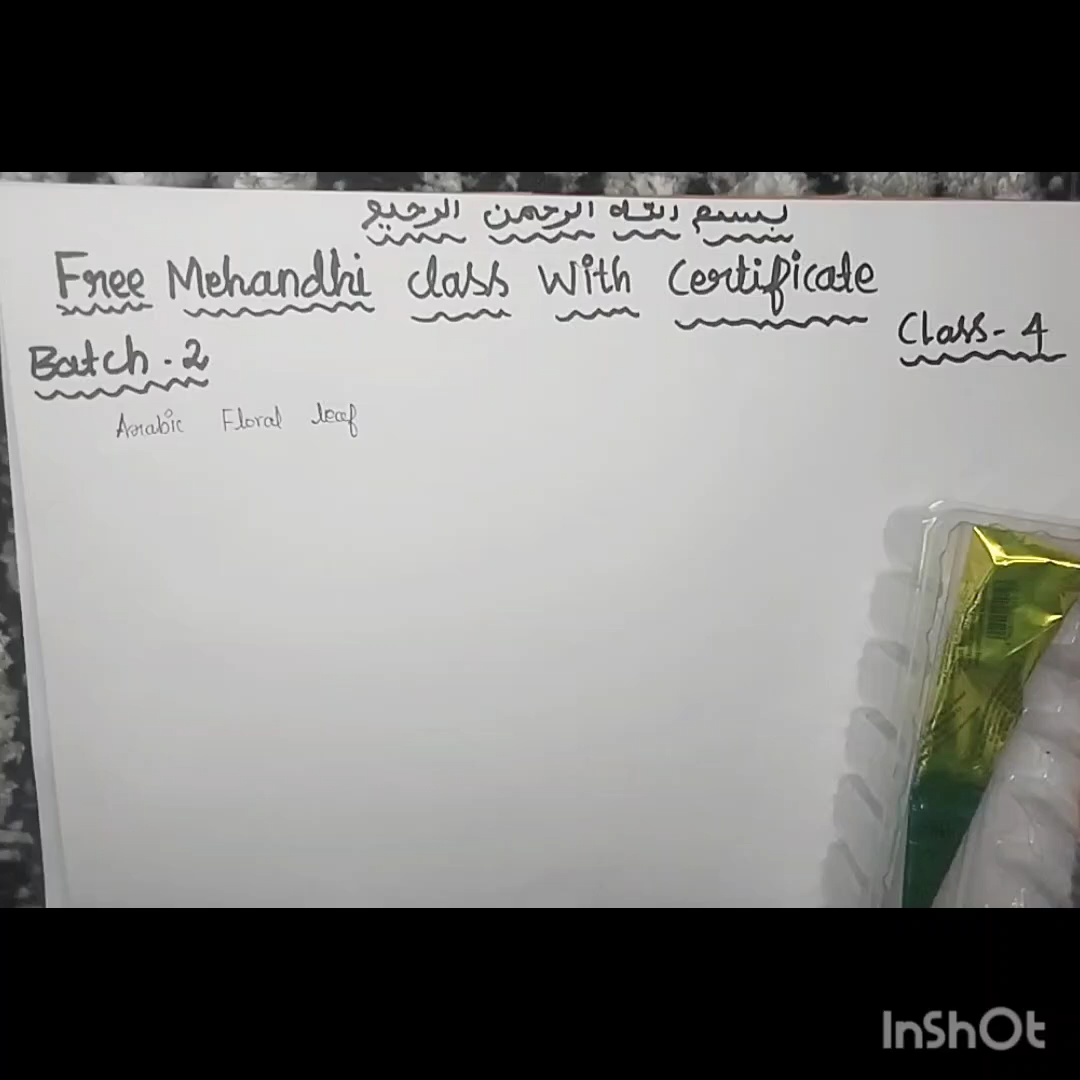 بسم الله الرحمن الرحيم
Free Mehandhi class With Certificate
Class - 4
Batch - 2
Arabic Floral leaf
InShOt